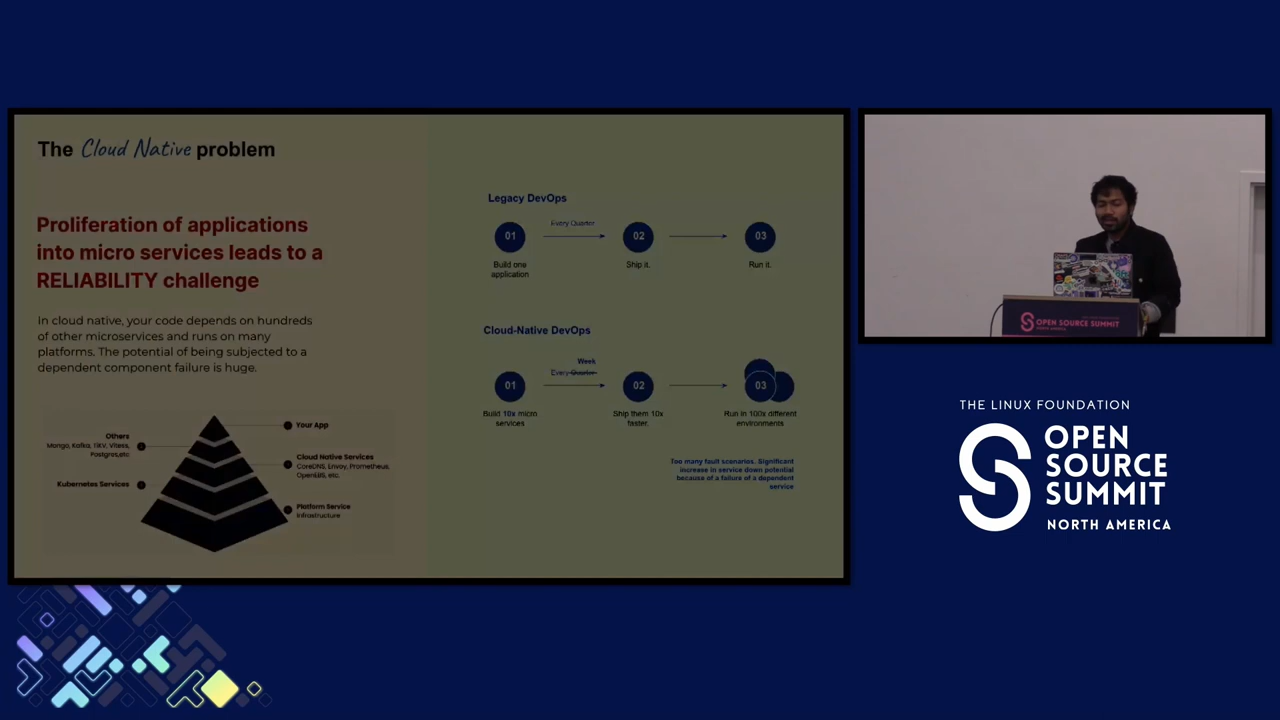 The Cloud Native problem
Proliferation of applications
into micro services leads to a
RELIABILITY challenge
In cloud native, your code depends on hundreds
of other microservices and runs on many
platforms. The potential of being subjected to a
dependent component failure is huge.
Others
Mongo, Kafka, TiKV, Vitess,
Postgres,etc
Kubernetes Services
Your App
Cloud Native Services
CoreDNS, Envoy, Prometheus,
OpenEBS, etc.
Platform Service
Infrastructure
Legacy DevOps
01
Every Quarter
02
03
Build one
application
Ship it.
Run it.
Cloud-Native DevOps
Week
01
Every Quarter
02
03
Build 10x micro
services
Ship them 10x
faster.
Run in 100x different
environments
Too many fault scenarios. Significant
increase in service down potential
because of a failure of a dependent
service
OPEN SOURCE SUMMIT
THE LINUX FOUNDATION
OPEN
SOURCE
SUMMIT
NORTH AMERICA